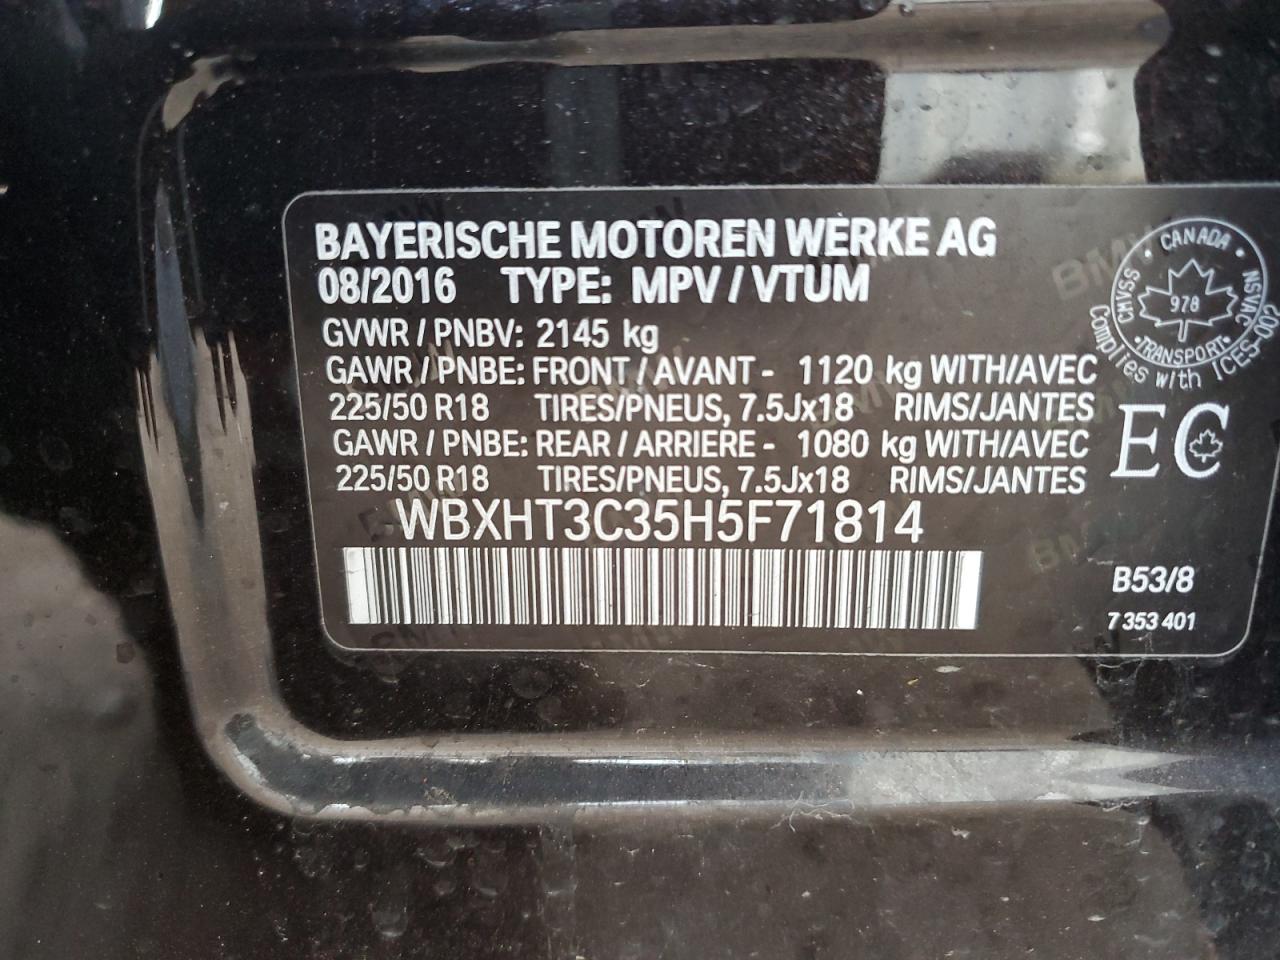 BAYERISCHE MOTOREN WERKE AG
08/2016 TYPE: MPV / VTUM
GVWR / PNBV: 2145 kg
GAWR / PNBE: FRONT / AVANT - 1120 kg WITH/AVEC
225/50 R18 TIRES/PNEUS, 7.5Jx18 RIMS/JANTES
GAWR / PNBE: REAR / ARRIERE - 1080 kg WITH/AVEC
225/50 R18 TIRES/PNEUS, 7.5Jx18 RIMS/JANTES
WBXHT3C35H5F71814
CANADA
CMVSS
NSVAC
978
TRANSPORT
Complies with ICES-002
EC
B53/8
7 353 401